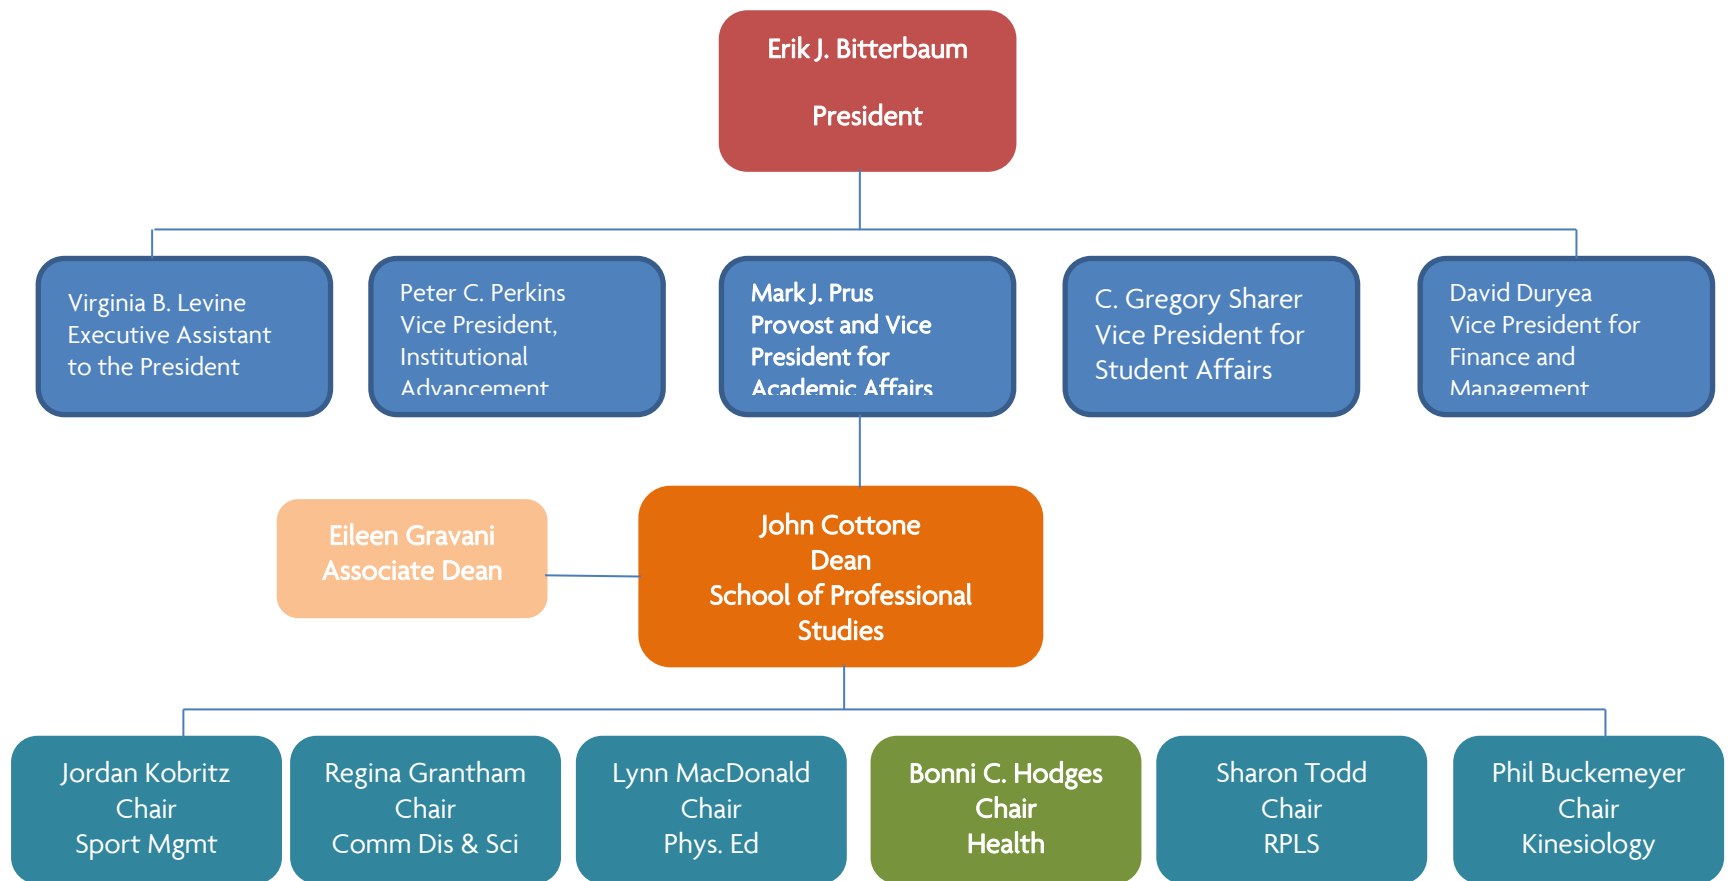 Erik J. Bitterbaum
President
Virginia B. Levine
Executive Assistant
to the President
Peter C. Perkins
Vice President,
Institutional
Advancement
Mark J. Prus
Provost and Vice
President for
Academic Affairs
C. Gregory Sharer
Vice President for
Student Affairs
David Duryea
Vice President for
Finance and
Management
Eileen Gravani
Associate Dean
John Cottone
Dean
School of Professional
Studies
Jordan Kobritz
Chair
Sport Mgmt
Regina Grantham
Chair
Comm Dis & Sci
Lynn MacDonald
Chair
Phys. Ed
Bonni C. Hodges
Chair
Health
Sharon Todd
Chair
RPLS
Phil Buckemeyer
Chair
Kinesiology